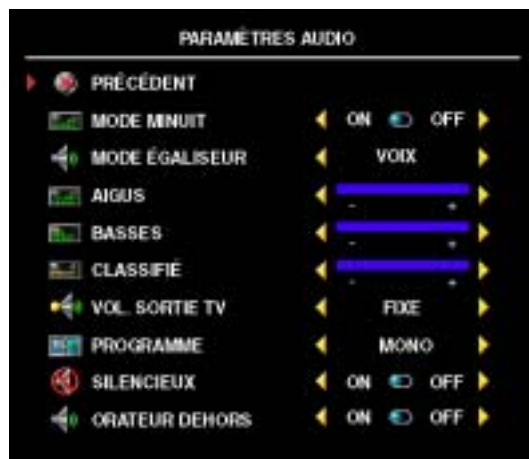 PARAMÈTRES AUDIO
PRÉCÉDENT
MODE MINUIT ON OFF
MODE ÉGALISEUR VOIX
AIGUS - +
BASSES - +
CLASSIFIÉ - +
VOL. SORTIE TV FIXE
PROGRAMME MONO
SILENCIEUX ON OFF
ORATEUR DEHORS ON OFF